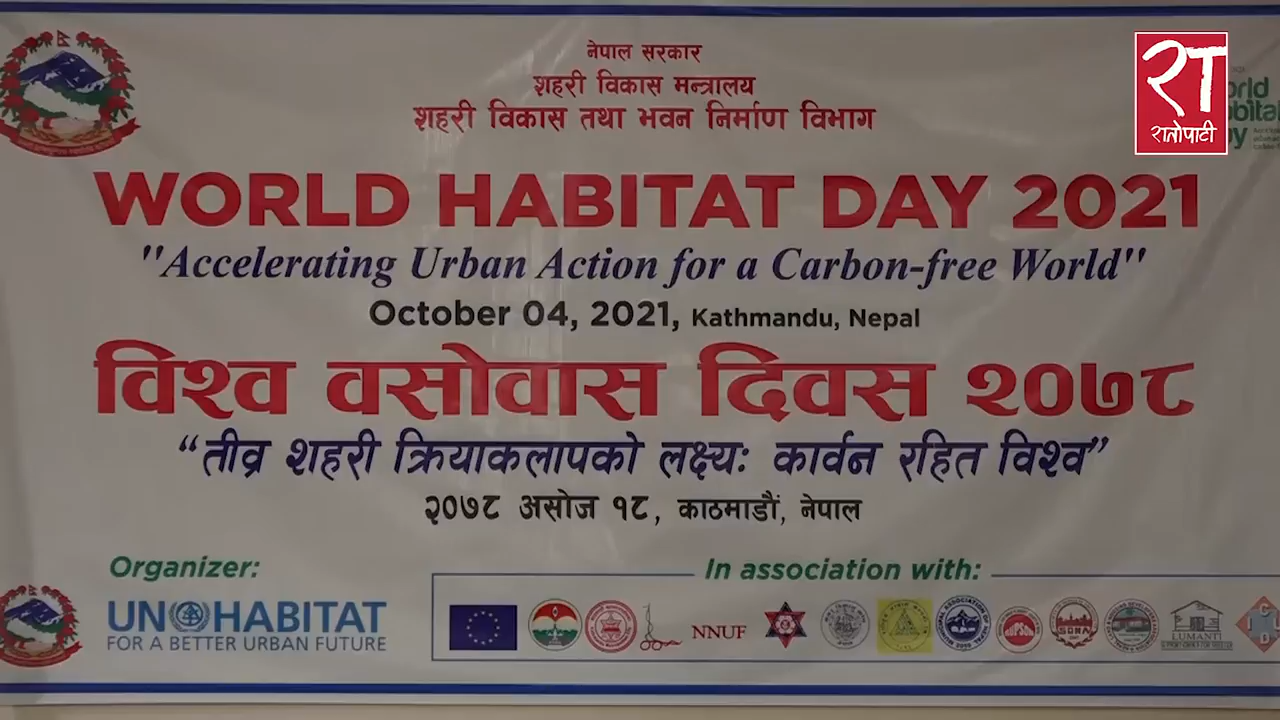 नेपाल सरकार
शहरी विकास मन्त्रालय
शहरी विकास तथा भवन निर्माण विभाग
रा
रातोपाटी
WORLD HABITAT DAY 2021
"Accelerating Urban Action for a Carbon-free World"
October 04, 2021, Kathmandu, Nepal
विश्व वसोवास दिवस २०७८
“तीव्र शहरी क्रियाकलापको लक्ष्यः कार्वन रहित विश्व”
२०७८ असोज १८, काठमाडौं, नेपाल
Organizer:
In association with:
UN HABITAT
FOR A BETTER URBAN FUTURE
NNUF
SONA
LUMANTI